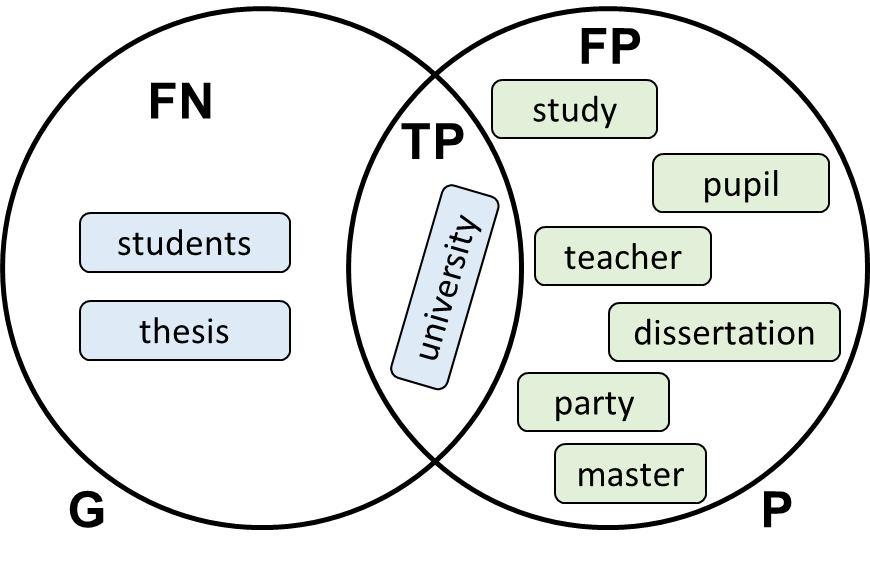 FN
students
thesis
G
TP
university
FP
study
pupil
teacher
dissertation
party
master
P